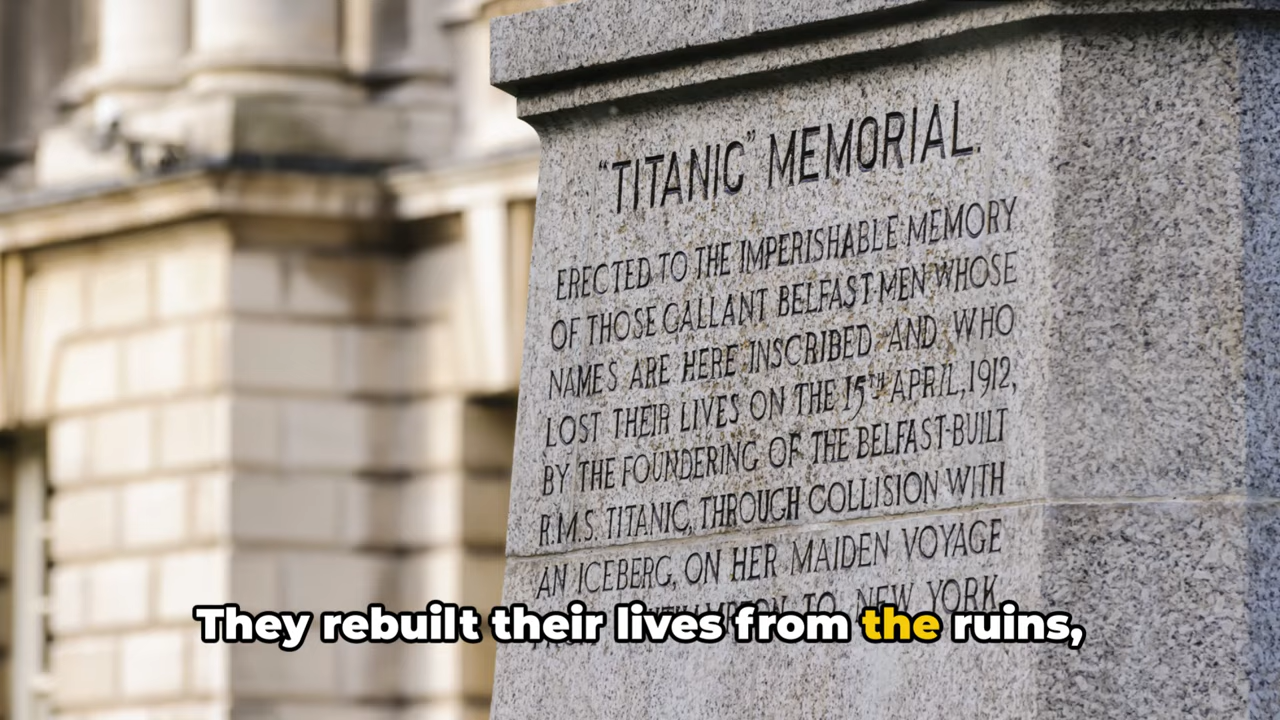 "TITANIC" MEMORIAL.
ERECTED TO THE IMPERISHABLE MEMORY
OF THOSE GALLANT BELFAST MEN WHOSE
NAMES ARE HERE INSCRIBED AND WHO
LOST THEIR LIVES ON THE 15TH APRIL, 1912,
BY THE FOUNDERING OF THE BELFAST-BUILT
R.M.S. TITANIC, THROUGH COLLISION WITH
AN ICEBERG, ON HER MAIDEN VOYAGE
TO NEW YORK
They rebuilt their lives from the ruins,